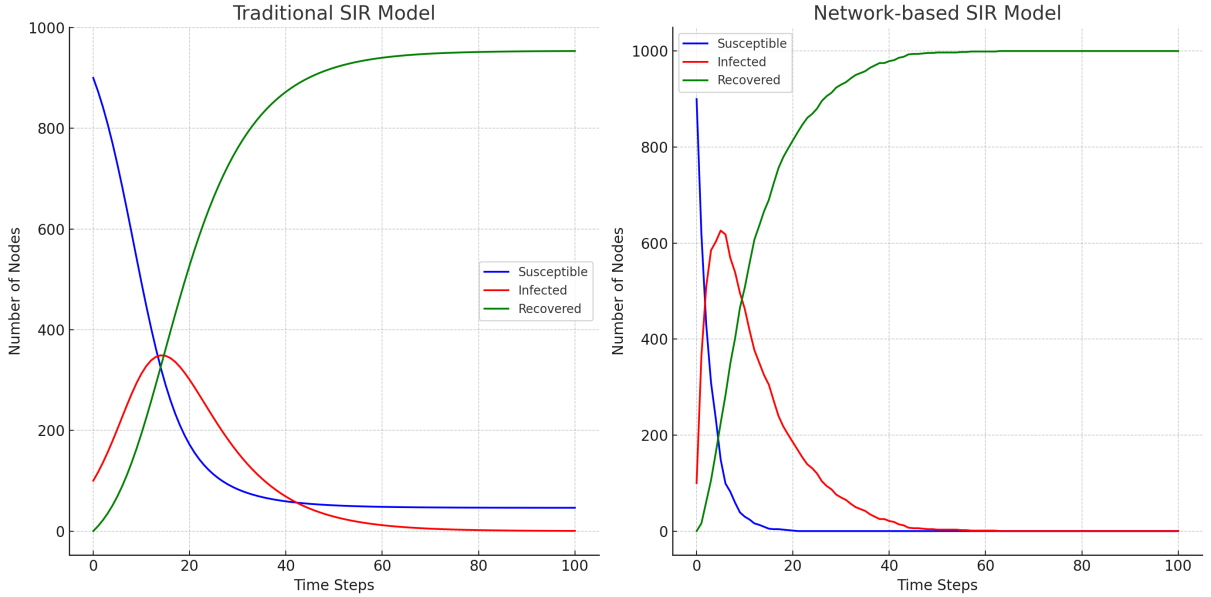 Traditional SIR Model
1000
800
600
400
200
0
Number of Nodes
Susceptible
Infected
Recovered
0 20 40 60 80 100
Time Steps
Network-based SIR Model
1000
800
600
400
200
0
Number of Nodes
Susceptible
Infected
Recovered
0 20 40 60 80 100
Time Steps